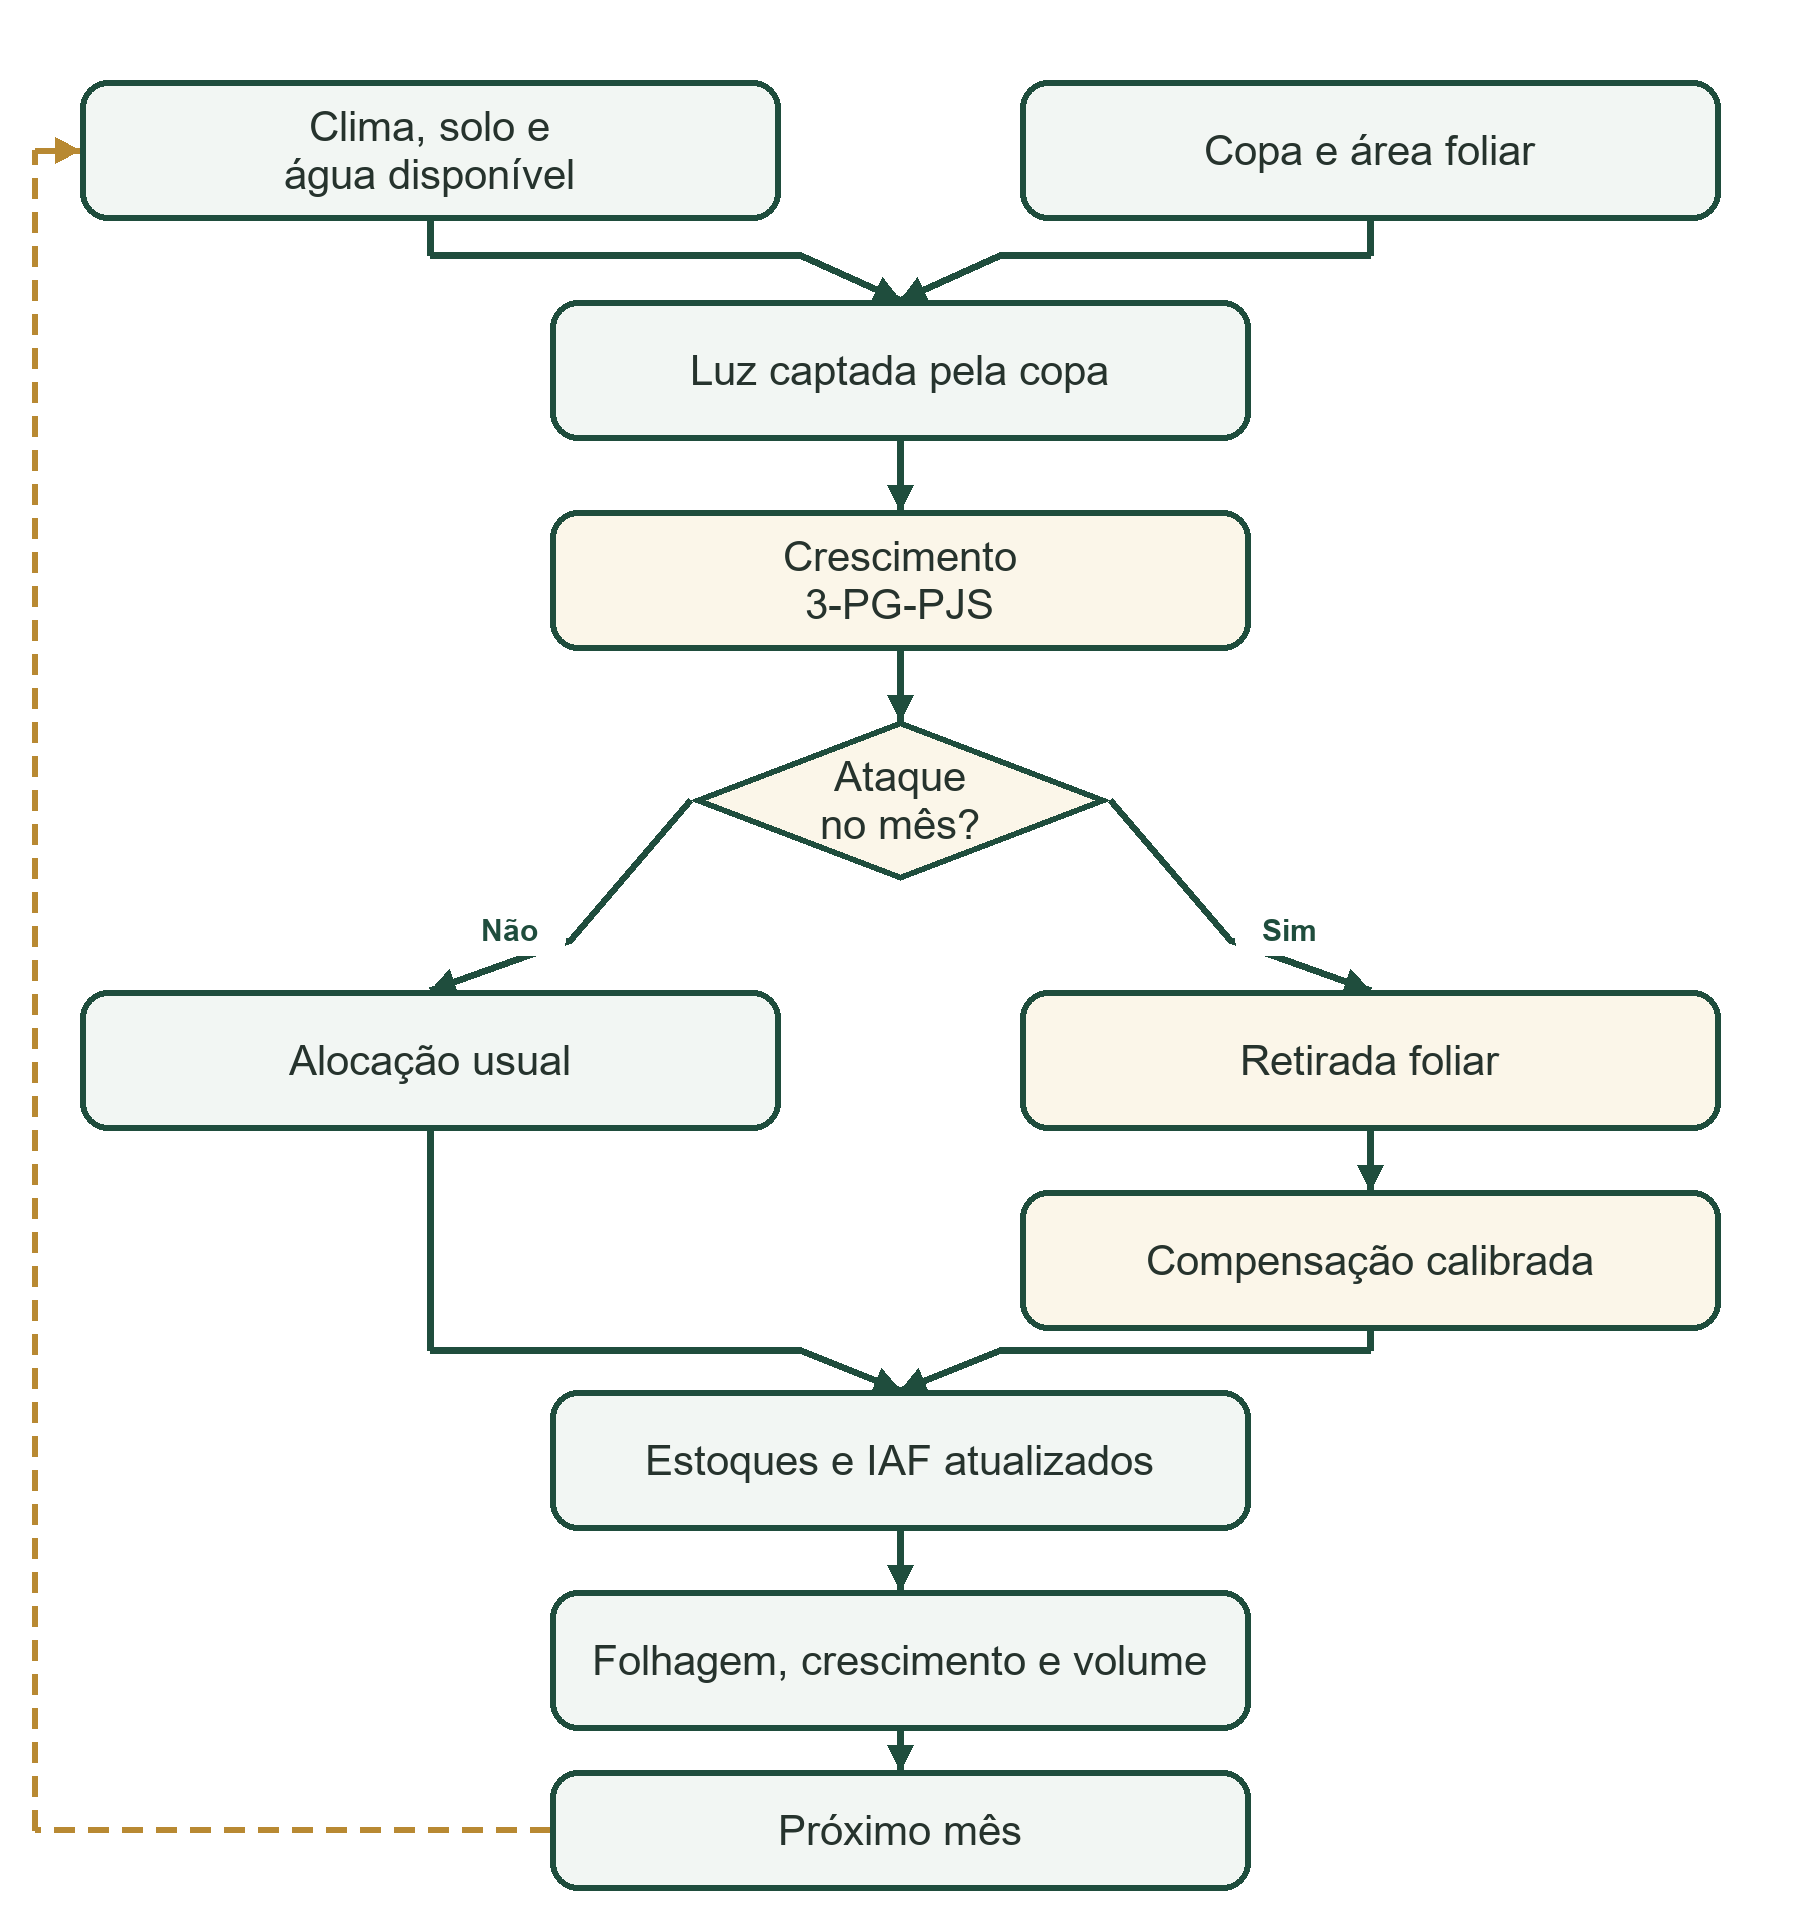 Clima, solo e
água disponível
Copa e área foliar
Luz captada pela copa
Crescimento
3-PG-PJS
Ataque
no mês?
Não
Sim
Alocação usual
Retirada foliar
Compensação calibrada
Estoques e IAF atualizados
Folhagem, crescimento e volume
Próximo mês